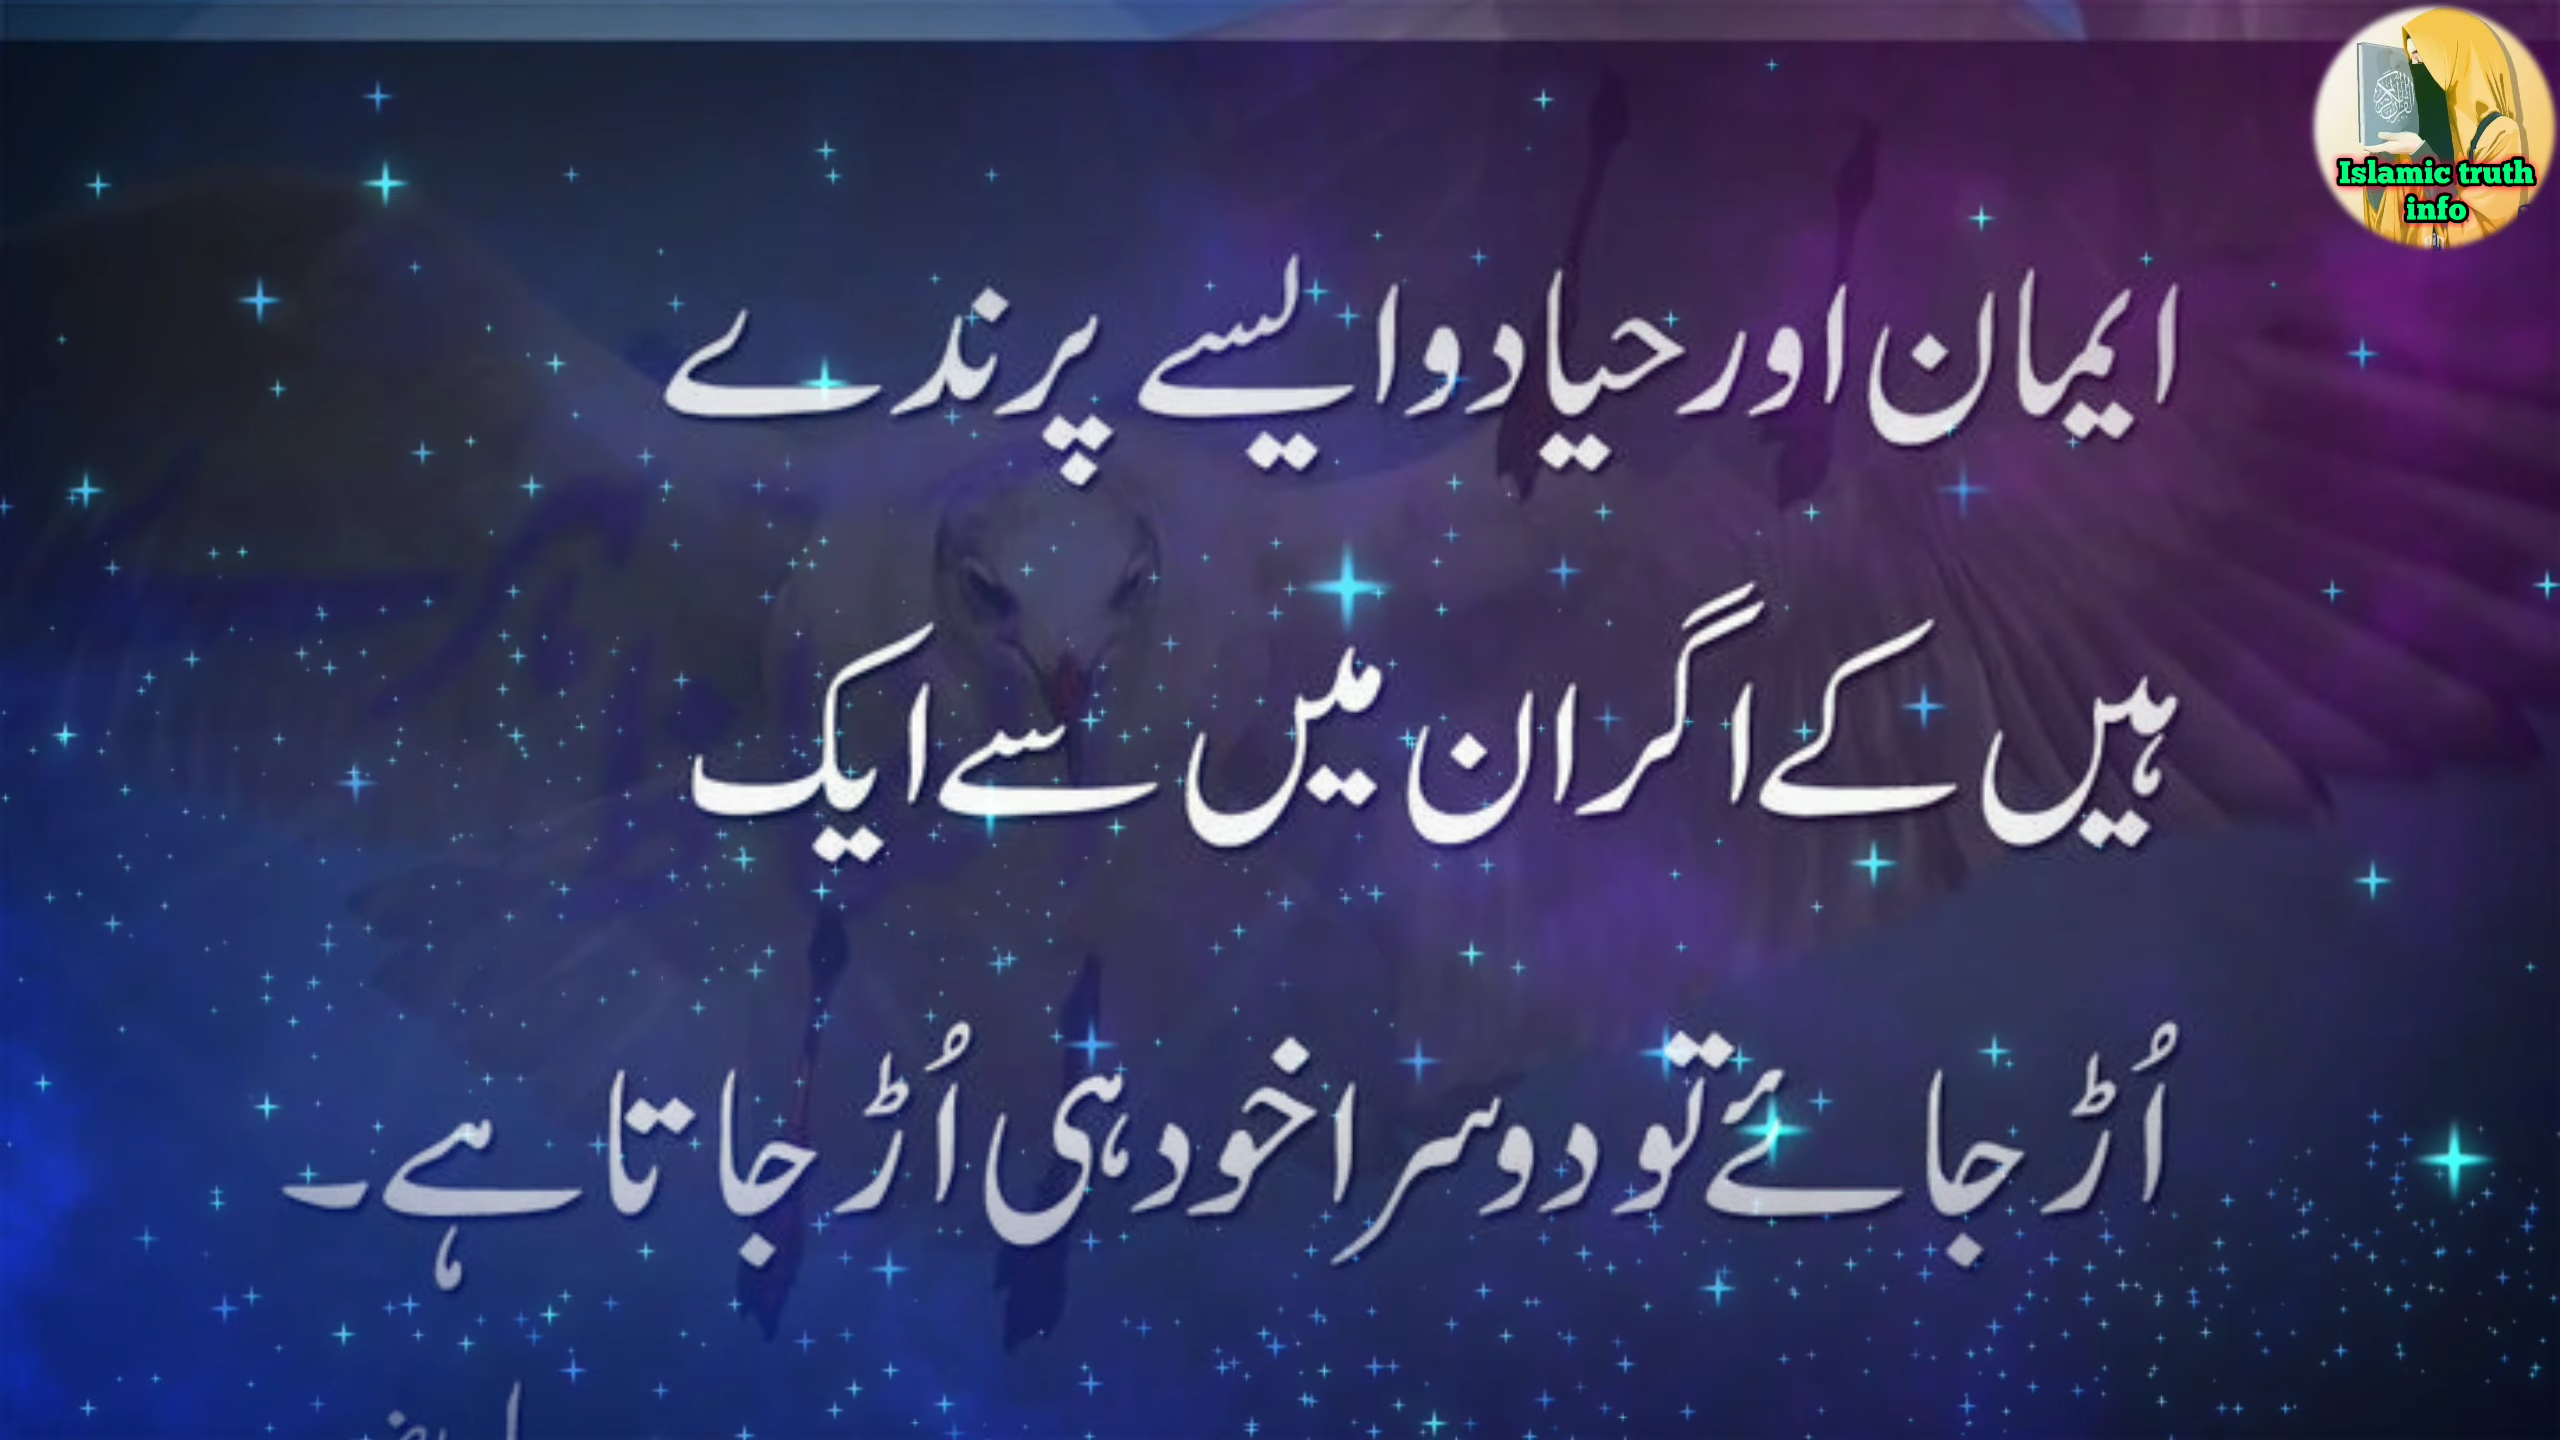 Islamic truth
info
ایمان اور حیا دو ایسے پرندے
ہیں کے اگر ان میں سے ایک
اُڑ جائے تو دوسرا خود ہی اُڑ جاتا ہے۔